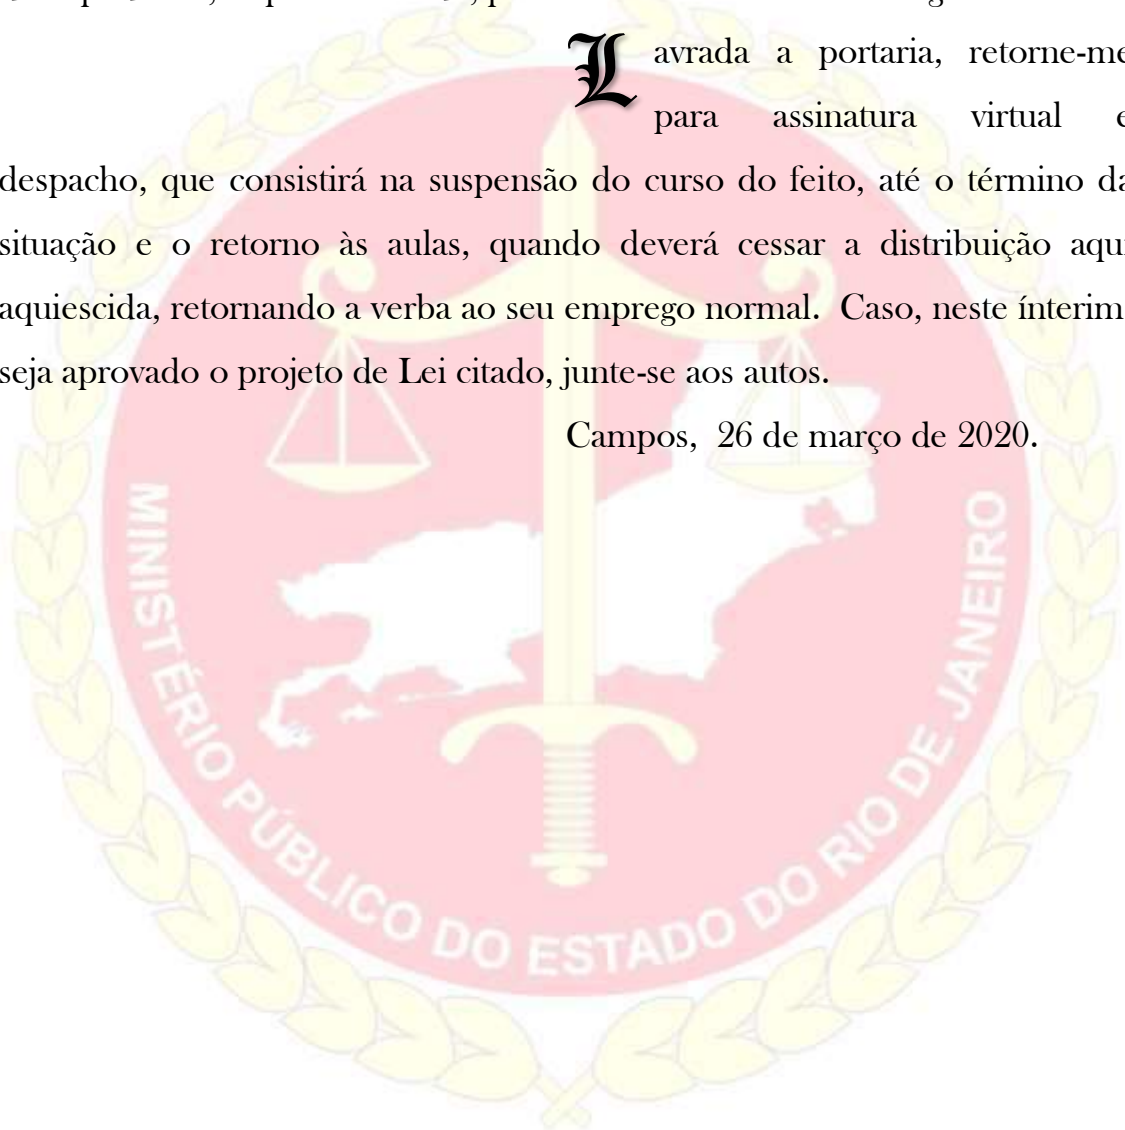 Lavrada a portaria, retorne-me
para assinatura virtual e
despacho, que consistirá na suspensão do curso do feito, até o término da
situação e o retorno às aulas, quando deverá cessar a distribuição aqui
aquiescida, retornando a verba ao seu emprego normal. Caso, neste ínterim
seja aprovado o projeto de Lei citado, junte-se aos autos.
Campos, 26 de março de 2020.
MINISTÉRIO PÚBLICO DO ESTADO DO RIO DE JANEIRO